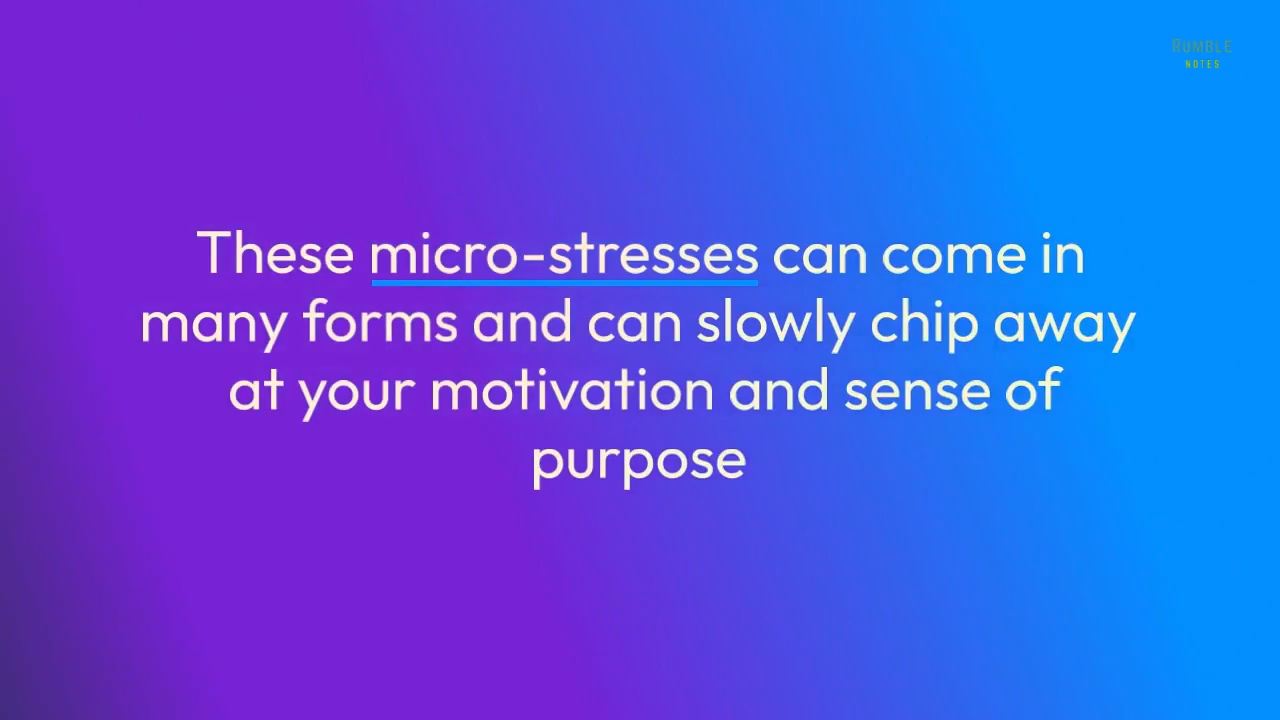 RUMBLE
NOTES
These micro-stresses can come in
many forms and can slowly chip away
at your motivation and sense of
purpose